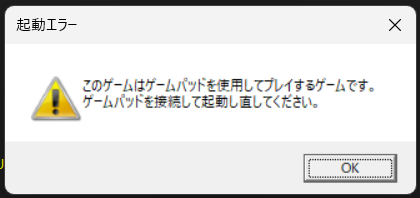 起動エラー
このゲームはゲームパッドを使用してプレイするゲームです。
ゲームパッドを接続して起動し直してください。
OK